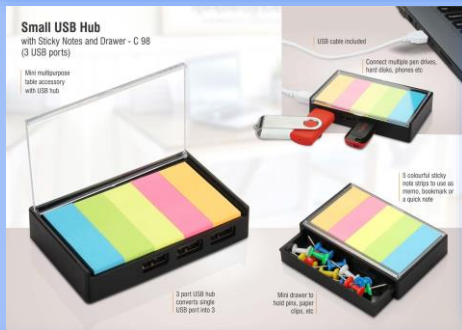 Small USB Hub
with Sticky Notes and Drawer - C 98
(3 USB ports)
Mini multipurpose
table accessory
with USB hub
USB cable included
Connect multiple pen drives,
hard disks, phones etc
5 colourful sticky
note strips to use as
memo, bookmark or
a quick note
3 port USB hub
converts single
USB port into 3
Mini drawer to
hold pins, paper
clips, etc